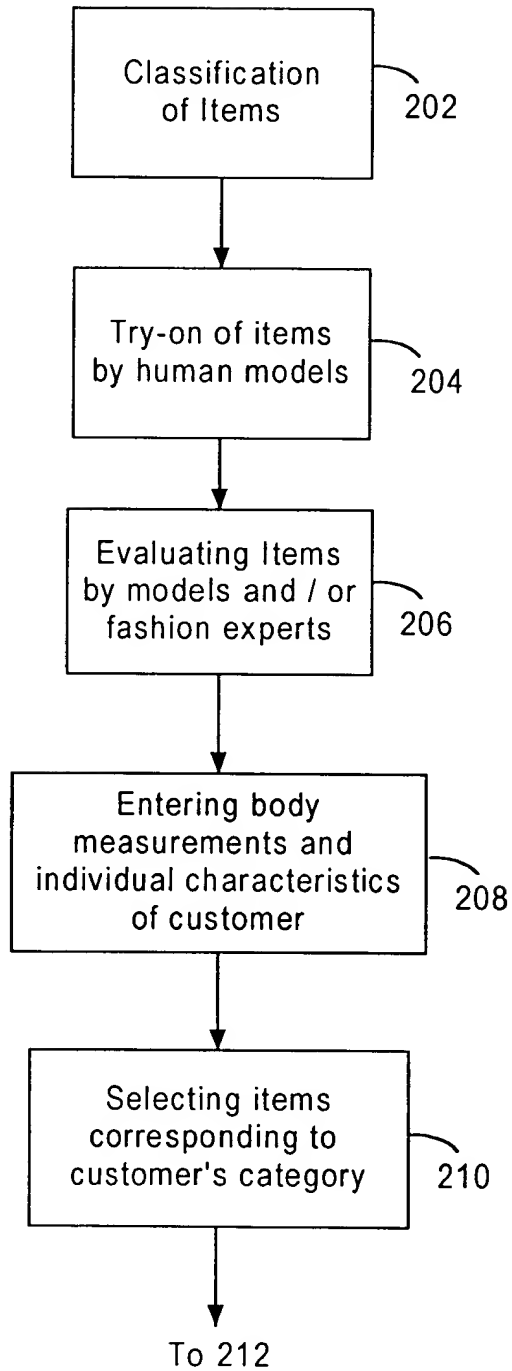 Classification
of Items
202
Try-on of items
by human models
204
Evaluating Items
by models and / or
fashion experts
206
Entering body
measurements and
individual characteristics
of customer
208
Selecting items
corresponding to
customer's category
210
To 212